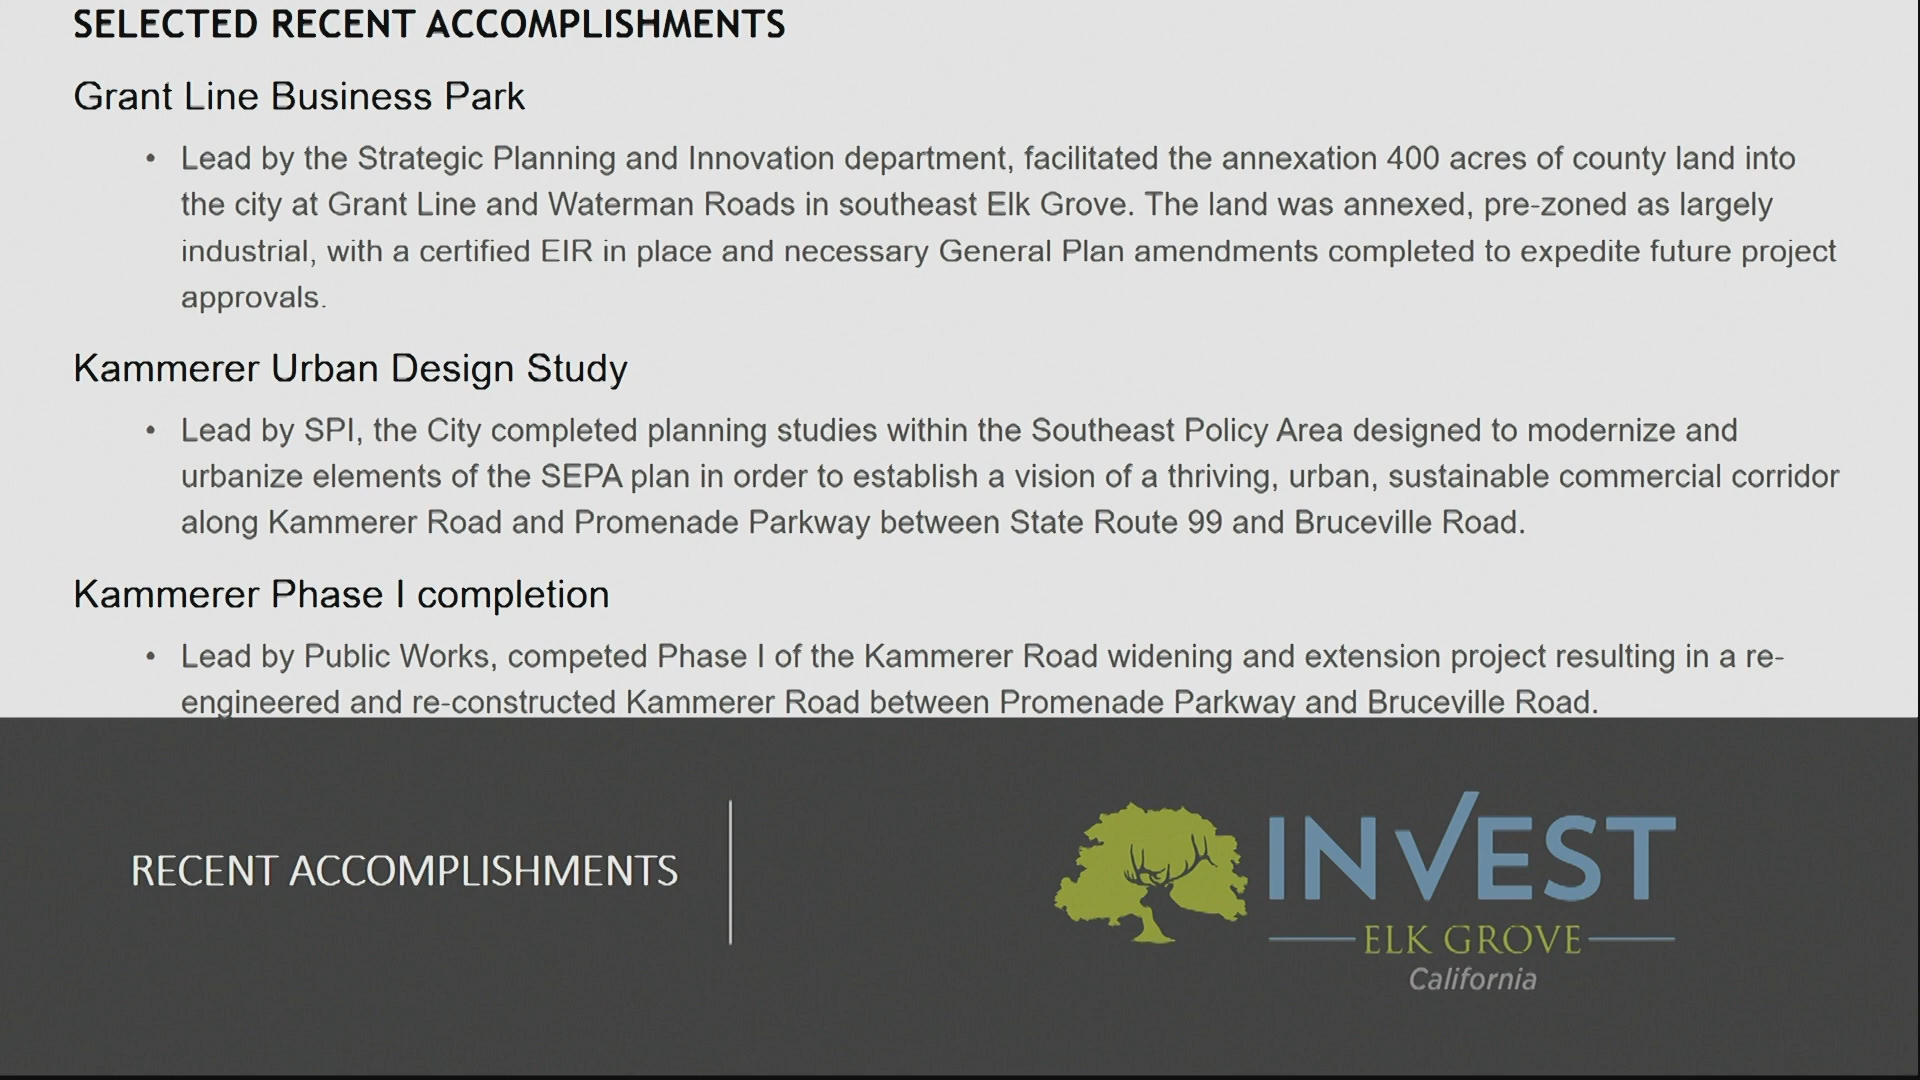 SELECTED RECENT ACCOMPLISHMENTS
Grant Line Business Park
• Lead by the Strategic Planning and Innovation department, facilitated the annexation 400 acres of county land into
the city at Grant Line and Waterman Roads in southeast Elk Grove. The land was annexed, pre-zoned as largely
industrial, with a certified EIR in place and necessary General Plan amendments completed to expedite future project
approvals.
Kammerer Urban Design Study
• Lead by SPI, the City completed planning studies within the Southeast Policy Area designed to modernize and
urbanize elements of the SEPA plan in order to establish a vision of a thriving, urban, sustainable commercial corridor
along Kammerer Road and Promenade Parkway between State Route 99 and Bruceville Road.
Kammerer Phase I completion
• Lead by Public Works, competed Phase I of the Kammerer Road widening and extension project resulting in a re-
engineered and re-constructed Kammerer Road between Promenade Parkway and Bruceville Road.
RECENT ACCOMPLISHMENTS
INVEST
ELK GROVE
California